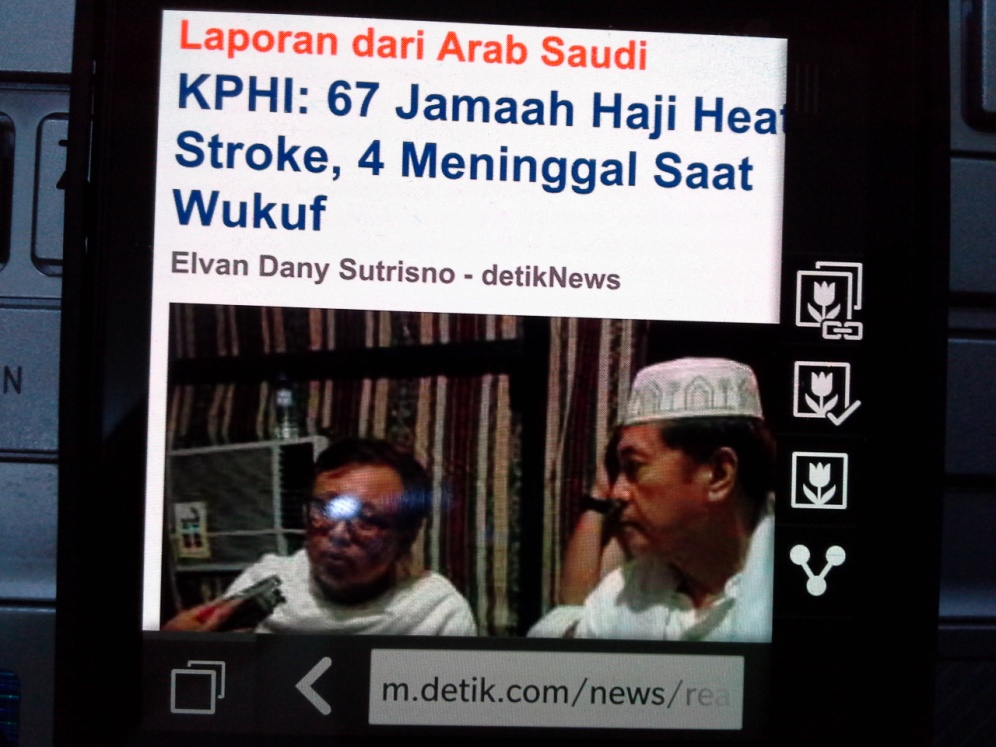 Laporan dari Arab Saudi
KPHI: 67 Jamaah Haji Heat
Stroke, 4 Meninggal Saat
Wukuf
Elvan Dany Sutrisno - detikNews
N
m.detik.com/news/rea